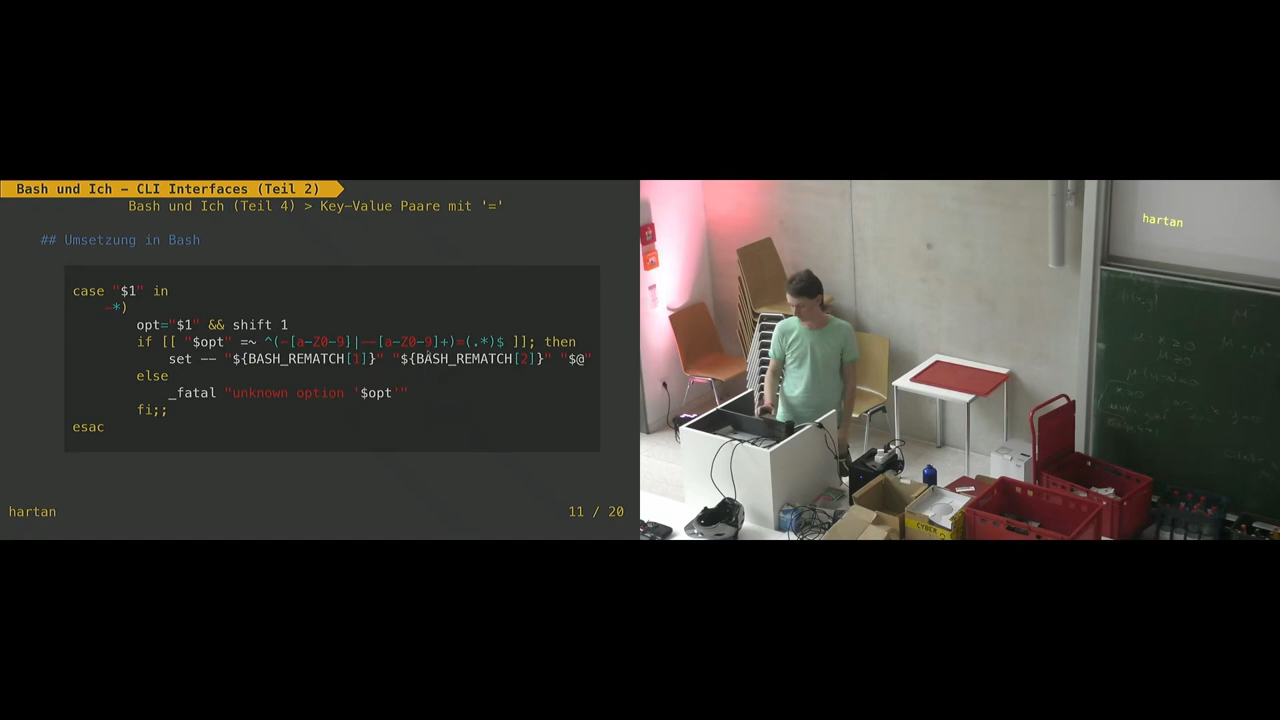 Bash und Ich – CLI Interfaces (Teil 2)
Bash und Ich (Teil 4) > Key–Value Paare mit '='
## Umsetzung in Bash
case "$1" in
–*)
opt="$1" && shift 1
if [[ "$opt" =~ ^(–[a–Z0–9]|––[a–Z0–9]+)=(.*)$ ]]; then
set –– "${BASH_REMATCH[1]}" "${BASH_REMATCH[2]}" "$@"
else
_fatal "unknown option '$opt'"
fi;;
esac
hartan
11 / 20
hartan
CYBER